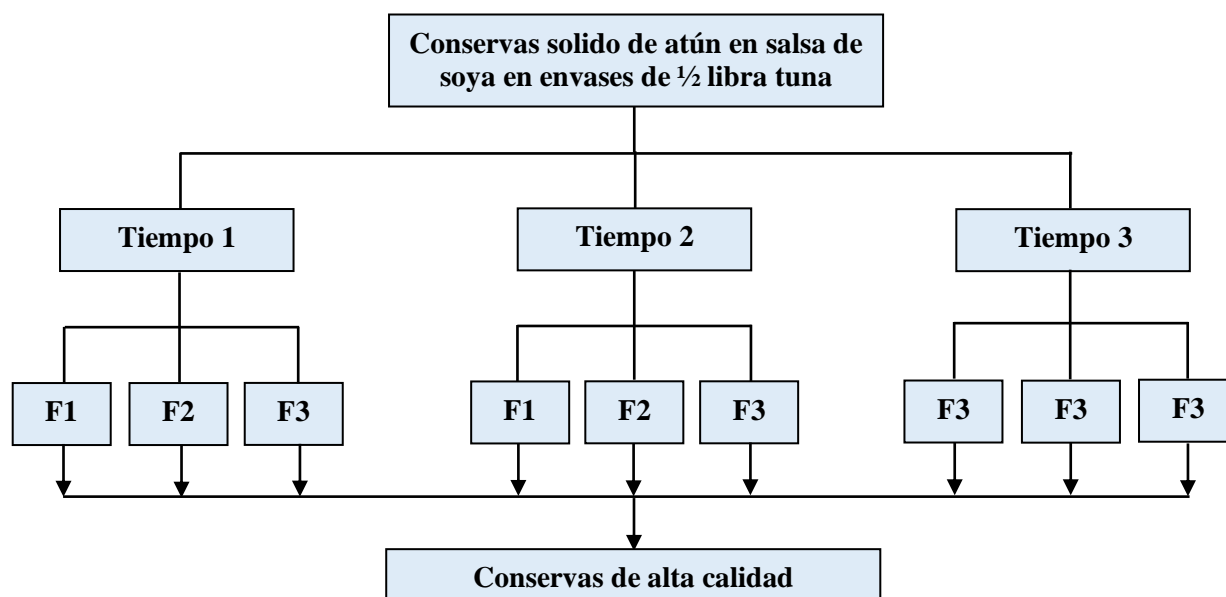 Conservas solido de atún en salsa de
soya en envases de ½ libra tuna
Tiempo 1
Tiempo 2
Tiempo 3
F1
F2
F3
F1
F2
F3
F3
F3
F3
Conservas de alta calidad